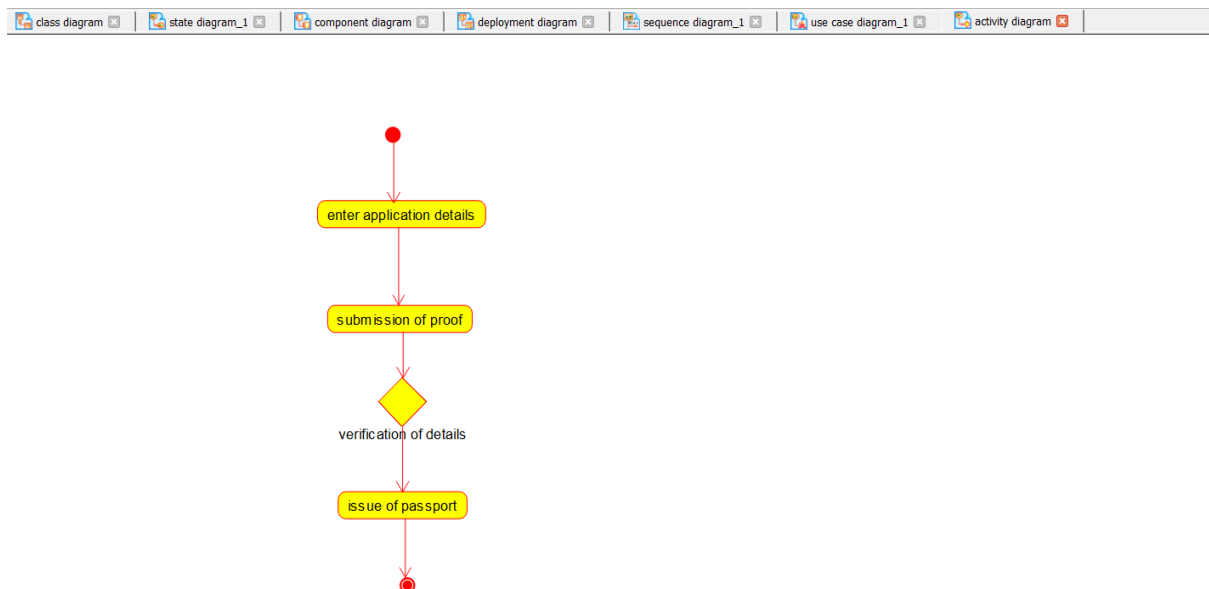 class diagram state diagram_1 component diagram deployment diagram sequence diagram_1 use case diagram_1 activity diagram
enter application details
submission of proof
verification of details
issue of passport